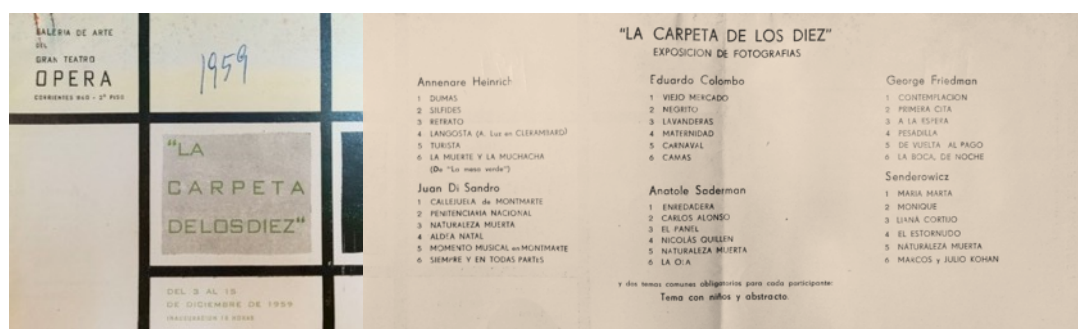 GALERIA DE ARTE
DEL
GRAN TEATRO
OPERA
CORRIENTES 860 - 2º PISO
1959
"LA
CARPETA
DE LOS DIEZ"
DEL 3 AL 15
DE DICIEMBRE DE 1959
"LA CARPETA DE LOS DIEZ"
EXPOSICION DE FOTOGRAFIAS
Annenare Heinrich
1 DUMAS
2 SILFIDES
3 RETRATO
4 LANGOSTA (A. Luz en CLERAMBARD)
5 TURISTA
6 LA MUERTE Y LA MUCHACHA
(De "La mesa verde")
Juan Di Sandro
1 CALLEJUELA de MONTMARTE
2 PENITENCIARIA NACIONAL
3 NATURALEZA MUERTA
4 ALDEA NATAL
5 MOMENTO MUSICAL en MONTMARTE
6 SIEMPRE Y EN TODAS PARTES
Eduardo Colombo
1 VIEJO MERCADO
2 NEGRITO
3 LAVANDERAS
4 MATERNIDAD
5 CARNAVAL
6 CAMAS
Anatole Saderman
1 ENREDADERA
2 CARLOS ALONSO
3 EL PANEL
4 NICOLÁS QUILLEN
5 NATURALEZA MUERTA
6 LA OLA
George Friedman
1 CONTEMPLACION
2 PRIMERA CITA
3 A LA ESPERA
4 PESADILLA
5 DE VUELTA AL PAGO
6 LA BOCA, DE NOCHE
Senderowicz
1 MARIA MARTA
2 MONIQUE
3 LIANA CORTIJO
4 EL ESTORNUDO
5 NATURALEZA MUERTA
6 MARCOS y JULIO KOHAN
y dos temas comunes obligatorios para cada participante:
Tema con niños y abstracto.